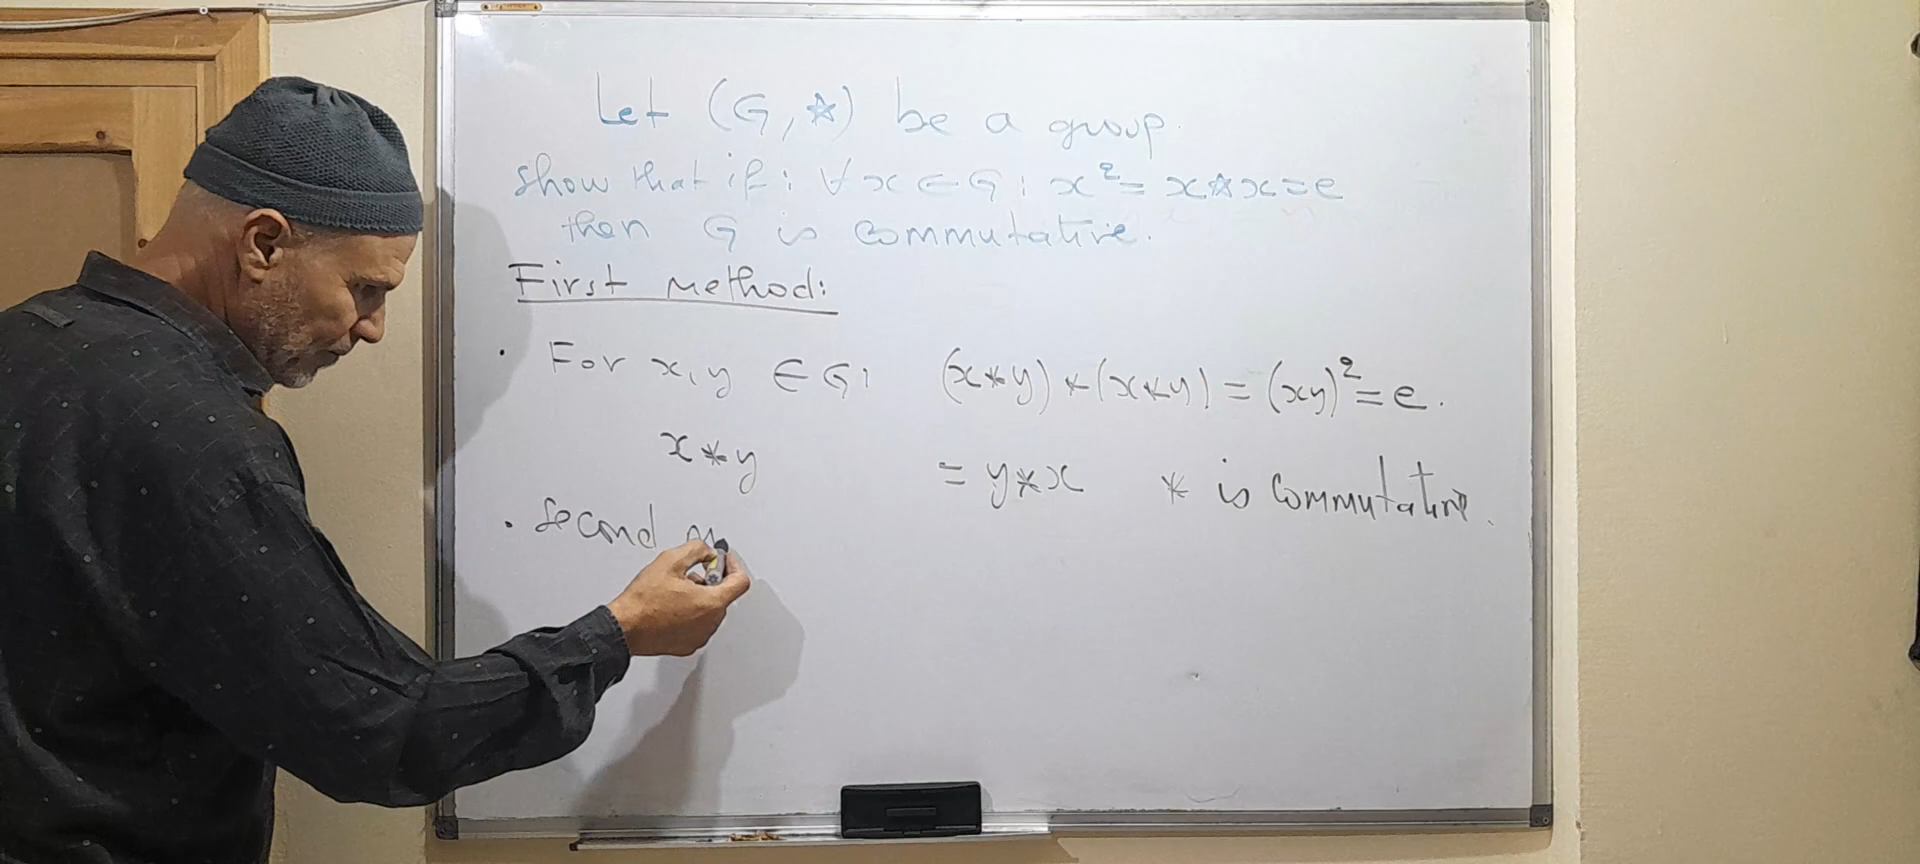 Let (G, ☆) be a group.
show that if : ∀x ∈ G : x² = x☆x = e
then G is commutative.
First method:
. For x, y ∈ G : (x*y)*(x*y) = (xy)² = e.
x*y = y*x * is commutative.
. Second m